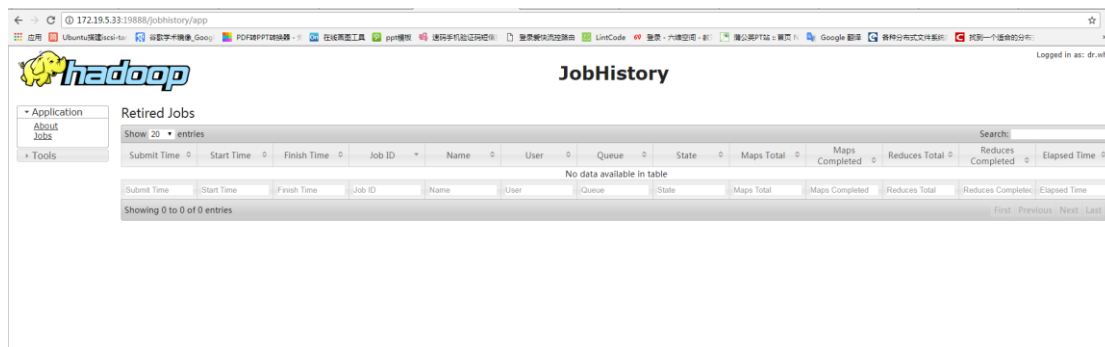 172.19.5.33:19888/jobhistory/app
应用 Ubuntu搭建iscsi-ta 谷歌学术镜像_Goog PDF转PPT转换器 - 在线画图工具 ppt模板 速码手机验证码短信 登录爱快流控路由 LintCode 登录 - 六维空间 - 蒲公英PT站 :: 首页 Google 翻译 各种分布式文件系统 找到一个适合的分布
hadoop
JobHistory
Logged in as: dr.wh
Application
About
Jobs
Tools
Retired Jobs
Show 20 entries Search:
Submit Time Start Time Finish Time Job ID Name User Queue State Maps Total Maps Completed Reduces Total Reduces Completed Elapsed Time
No data available in table
Submit Time Start Time Finish Time Job ID Name User Queue State Maps Total Maps Completed Reduces Total Reduces Completed Elapsed Time
Showing 0 to 0 of 0 entries First Previous Next Last